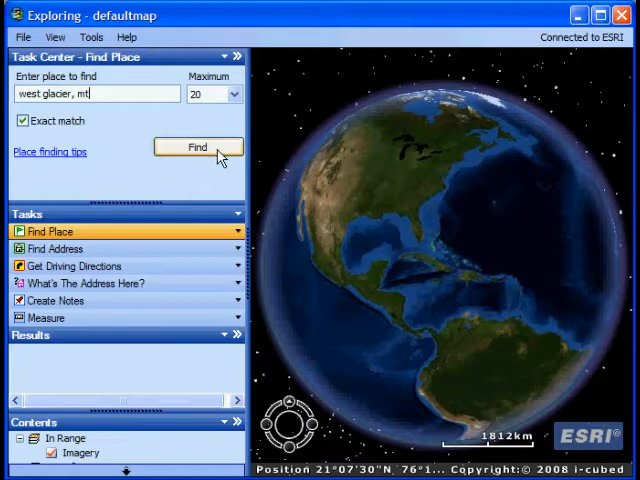 Exploring - defaultmap
File View Tools Help Connected to ESRI
Task Center - Find Place
Enter place to find Maximum
west glacier, mt 20
Exact match
Find
Place finding tips
Tasks
Find Place
Find Address
Get Driving Directions
What's The Address Here?
Create Notes
Measure
Results
Contents
In Range
Imagery
1812km
ESRI
Position 21°07'30"N, 76°1... Copyright:© 2008 i-cubed